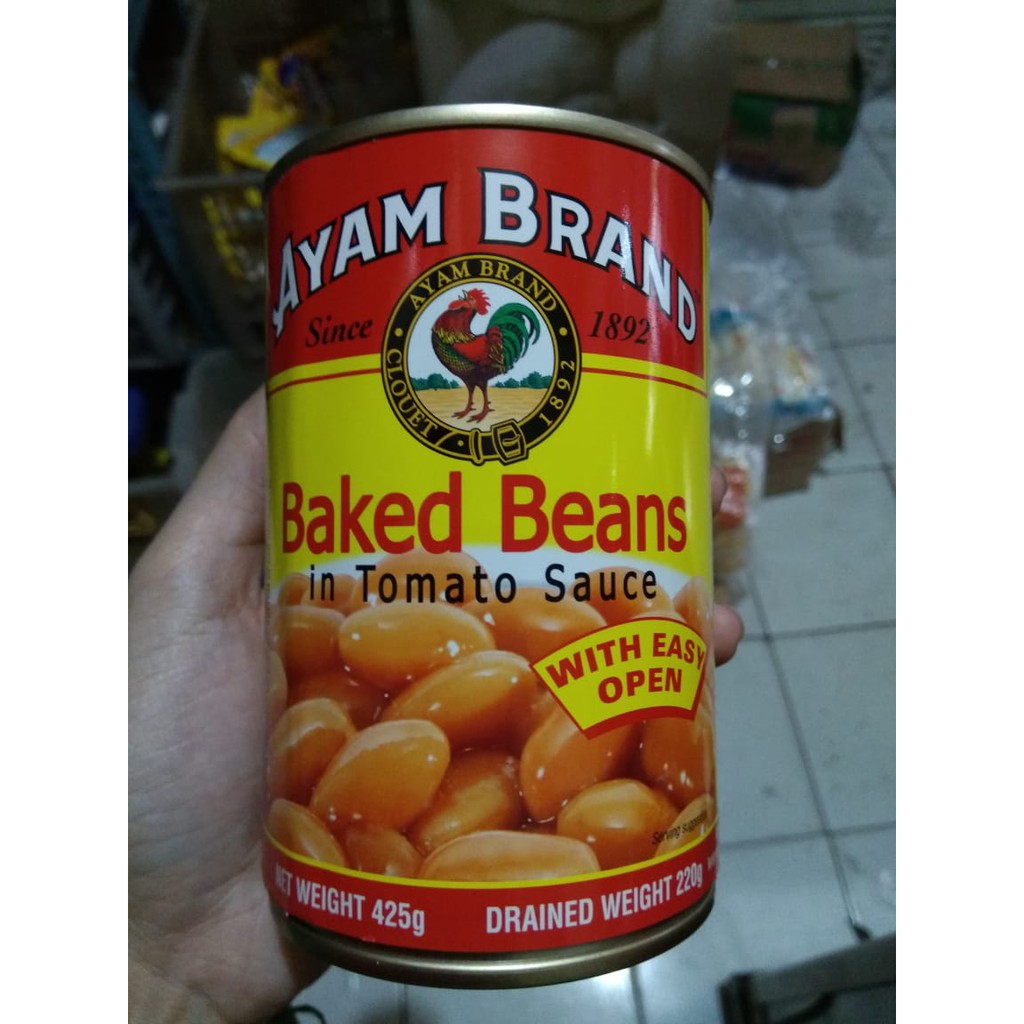 AYAM BRAND
Since 1892
AYAM BRAND
CLOUET 1892
Baked Beans
in Tomato Sauce
WITH EASY
OPEN
Serving
NET WEIGHT 425g
DRAINED WEIGHT 220g